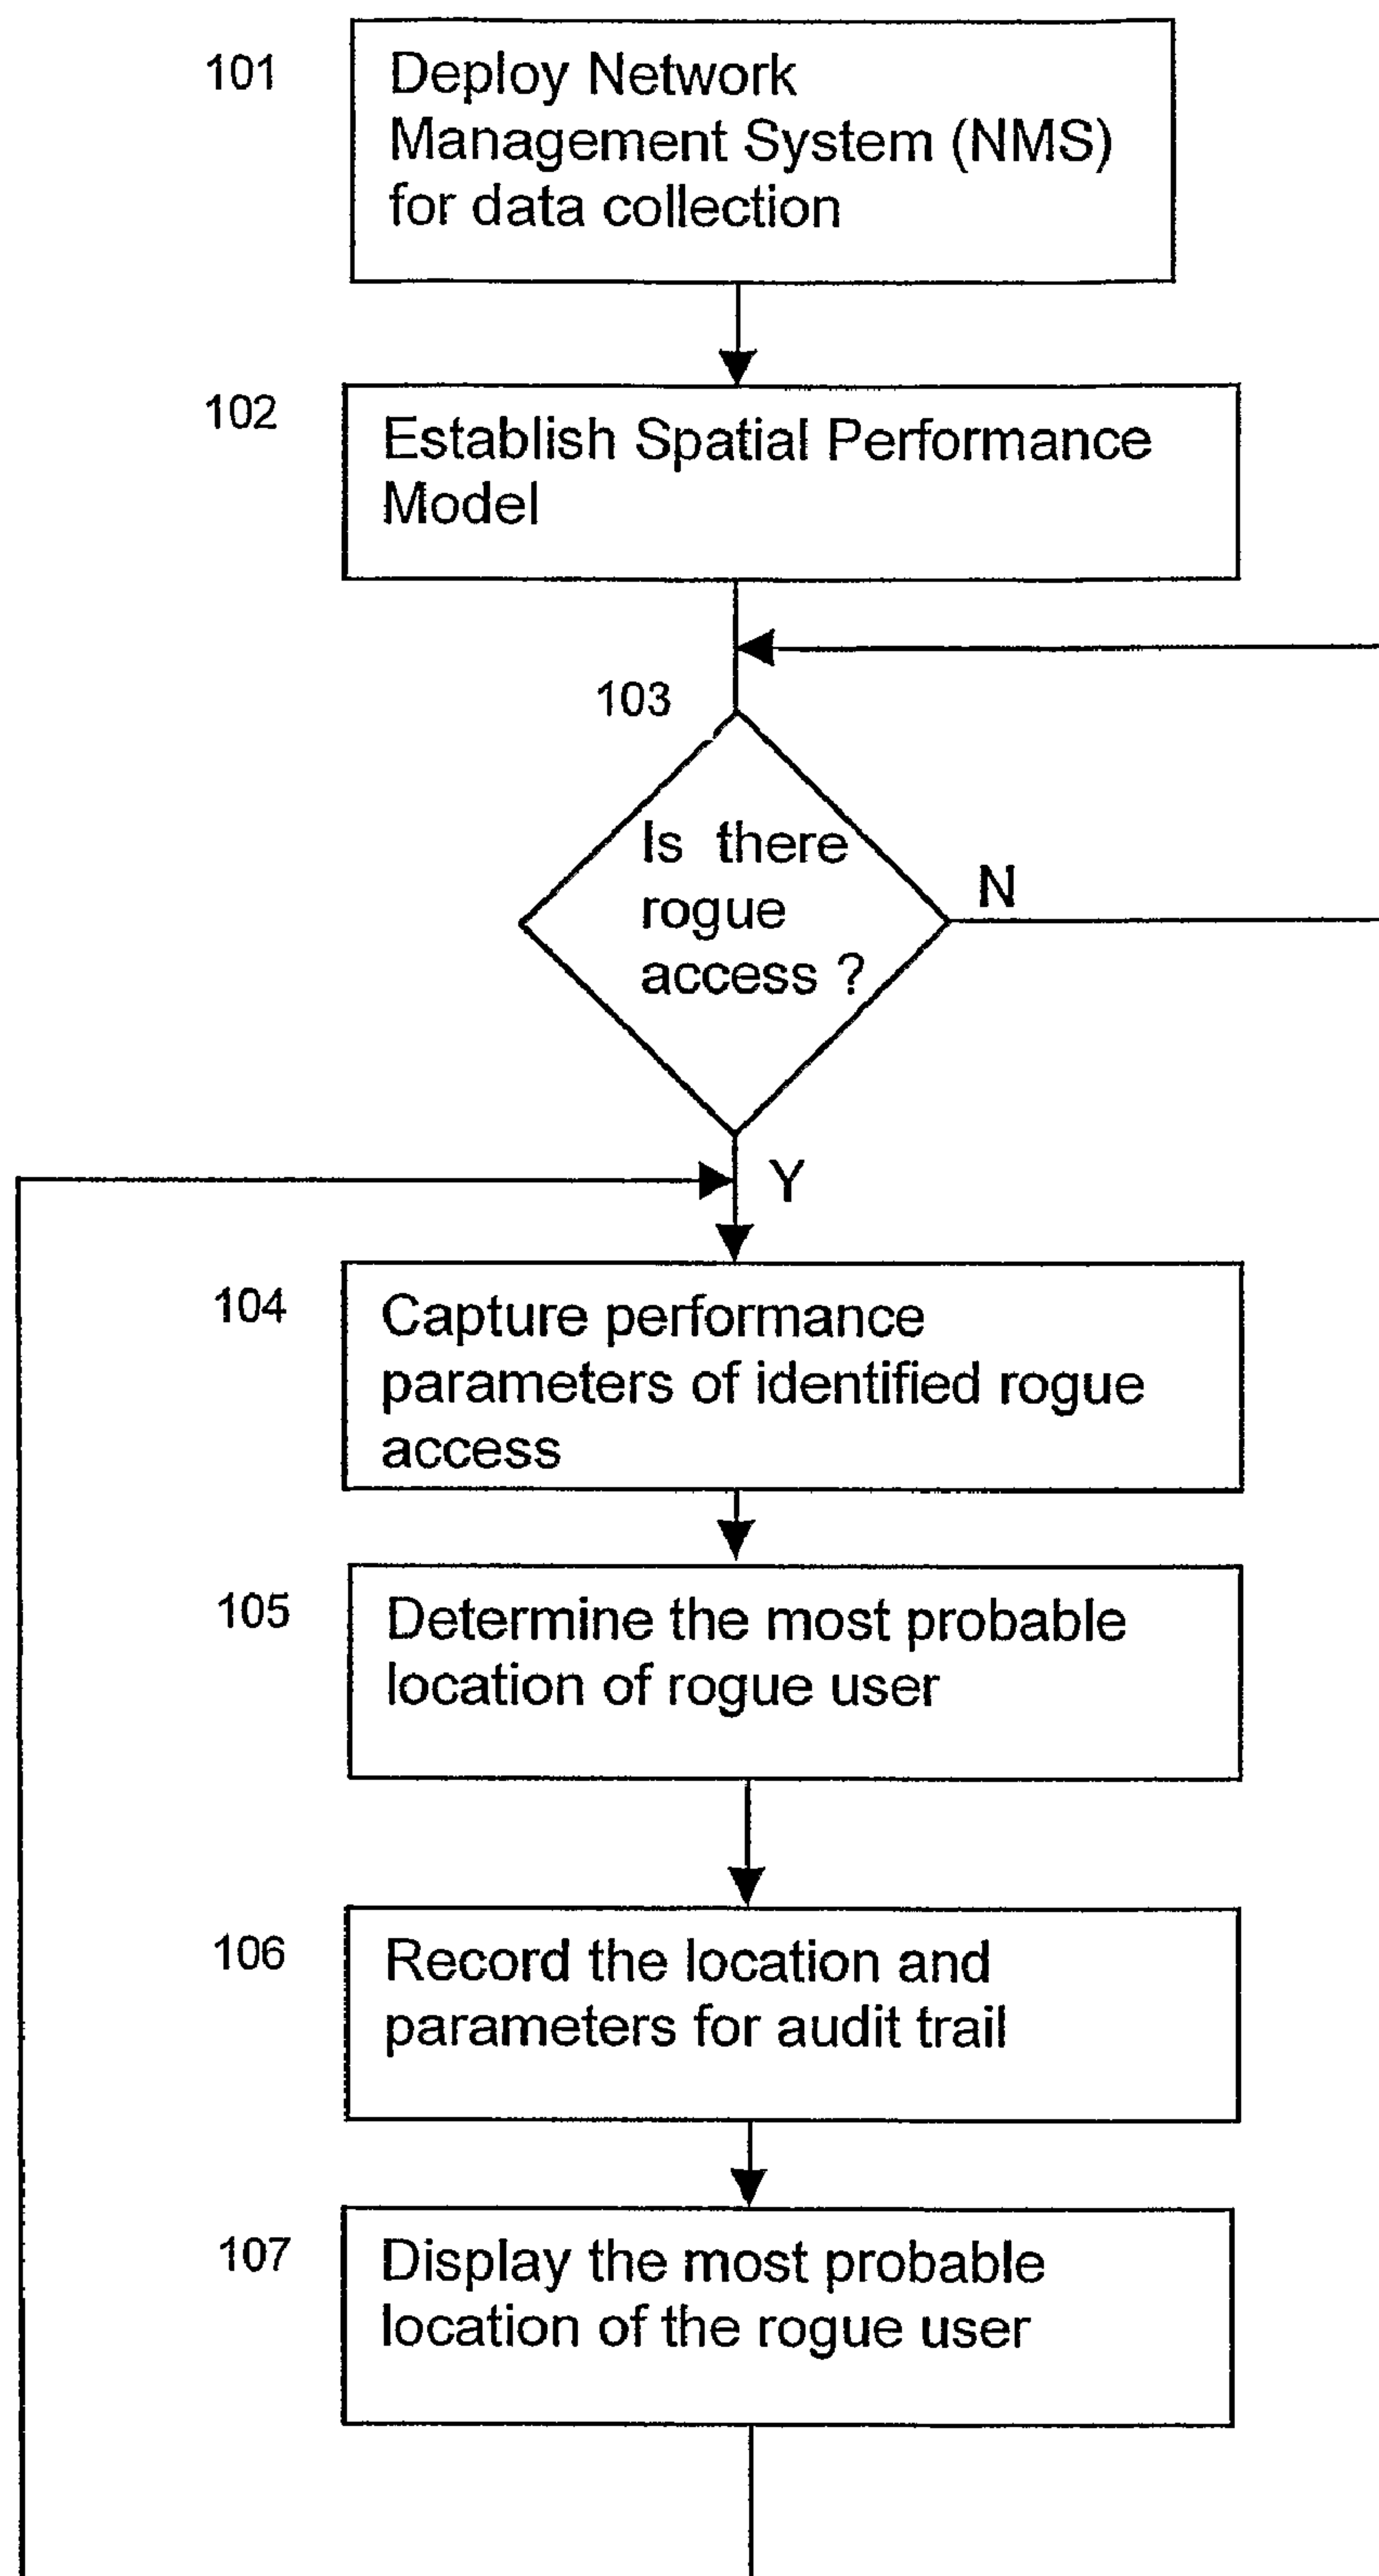 101
Deploy Network
Management System (NMS)
for data collection
102
Establish Spatial Performance
Model
103
Is there
rogue
access ?
N
Y
104
Capture performance
parameters of identified rogue
access
105
Determine the most probable
location of rogue user
106
Record the location and
parameters for audit trail
107
Display the most probable
location of the rogue user